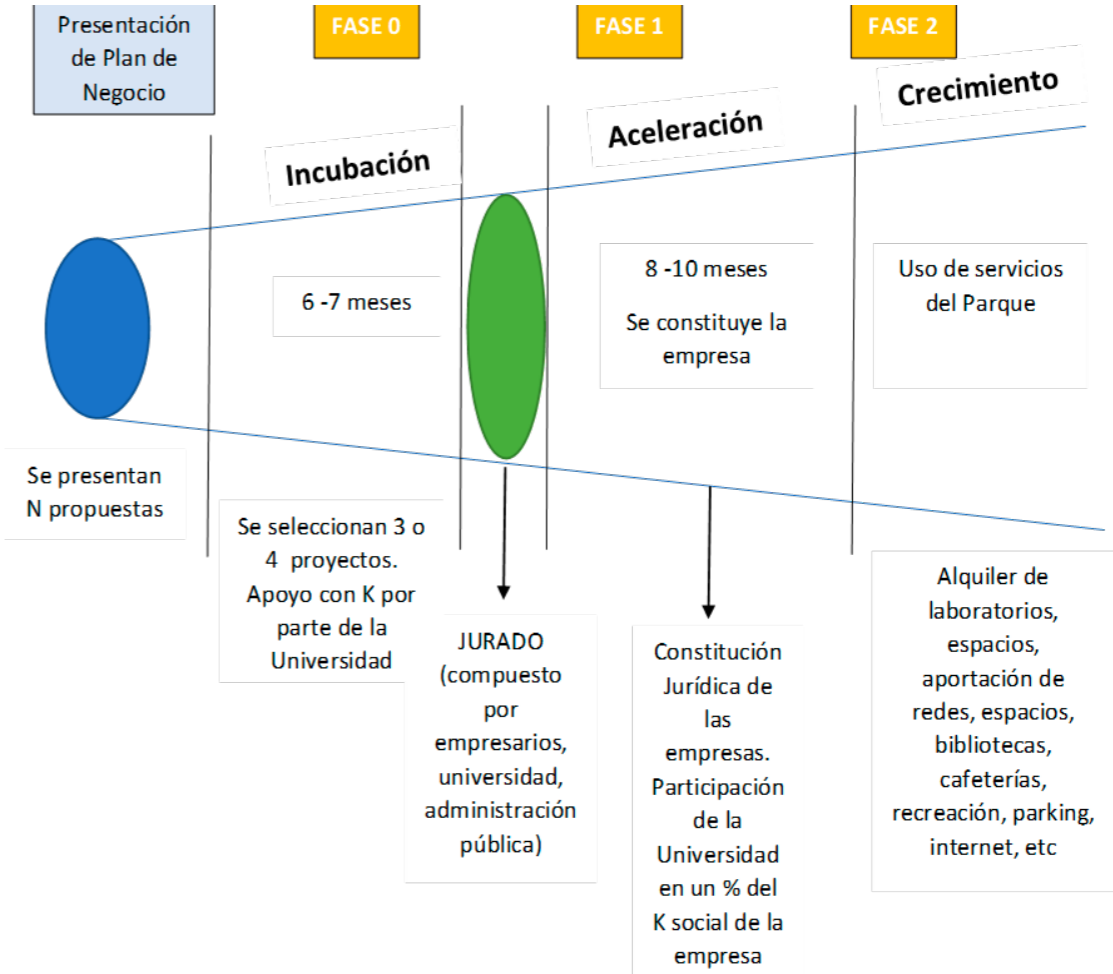 Presentación
de Plan de
Negocio
FASE 0
FASE 1
FASE 2
Incubación
Aceleración
Crecimiento
6 -7 meses
8 -10 meses
Se constituye la
empresa
Uso de servicios
del Parque
Se presentan
N propuestas
Se seleccionan 3 o
4 proyectos.
Apoyo con K por
parte de la
Universidad
JURADO
(compuesto
por
empresarios,
universidad,
administración
pública)
Constitución
Jurídica de
las
empresas.
Participación
de la
Universidad
en un % del
K social de la
empresa
Alquiler de
laboratorios,
espacios,
aportación de
redes, espacios,
bibliotecas,
cafeterías,
recreación, parking,
internet, etc